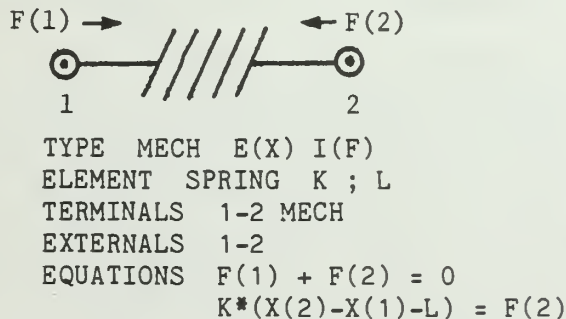 F(1) F(2)
1 2
TYPE MECH E(X) I(F)
ELEMENT SPRING K ; L
TERMINALS 1-2 MECH
EXTERNALS 1-2
EQUATIONS F(1) + F(2) = 0
K*(X(2)-X(1)-L) = F(2)